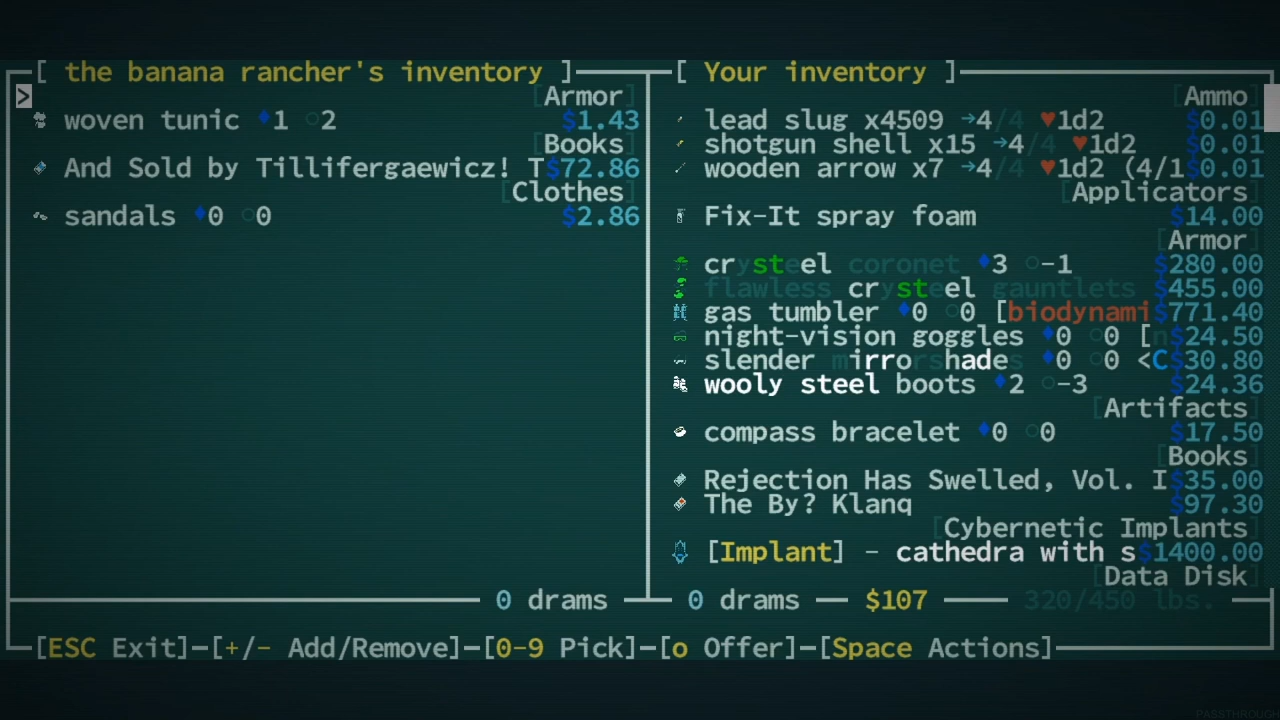 [ the banana rancher's inventory ] [ Your inventory ]
> [Armor] [Ammo]
woven tunic ♦1 ○2 $1.43 lead slug x4509 →4/4 ♥1d2 $0.01
[Books] shotgun shell x15 →4/4 ♥1d2 $0.01
And Sold by Tillifergaewicz! T$72.86 wooden arrow x7 →4/4 ♥1d2 (4/1$0.01
[Clothes] [Applicators]
sandals ♦0 ○0 $2.86 Fix-It spray foam $14.00
[Armor]
crysteel coronet ♦3 ○-1 $280.00
flawless crysteel gauntlets $455.00
gas tumbler ♦0 ○0 [biodynami$771.40
night-vision goggles ♦0 ○0 [n$24.50
slender mirrorshades ♦0 ○0 <C$30.80
wooly steel boots ♦2 ○-3 $24.36
[Artifacts]
compass bracelet ♦0 ○0 $17.50
[Books]
Rejection Has Swelled, Vol. I$35.00
The By? Klanq $97.30
[Cybernetic Implants]
[Implant] - cathedra with s$1400.00
[Data Disk]
0 drams 0 drams $107 320/450 lbs.
[ESC Exit]-[+/- Add/Remove]-[0-9 Pick]-[o Offer]-[Space Actions]
PASSTHROUGH